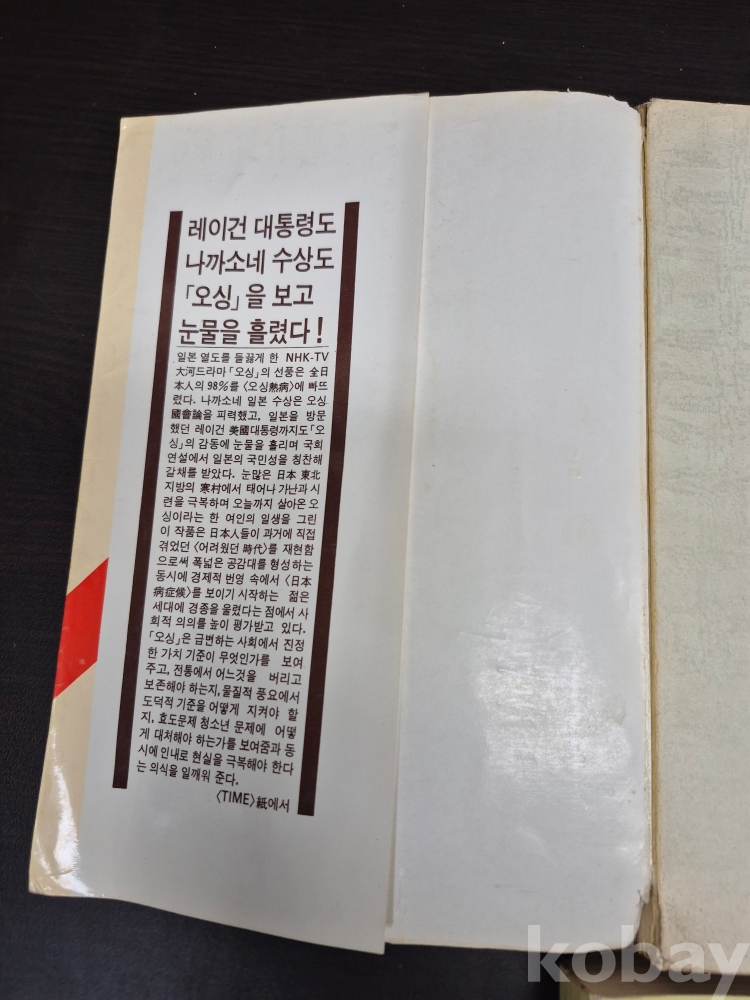 레이건 대통령도
나까소네 수상도
「오싱」을 보고
눈물을 흘렸다!
일본 열도를 들끓게 한 NHK-TV
大河드라마「오싱」의 선풍은 全日
本人의 98%를 〈오싱熱病〉에 빠뜨
렸다. 나까소네 일본 수상은 오싱
國會論을 피력했고, 일본을 방문
했던 레이건 美國대통령까지도「오
싱」의 감동에 눈물을 흘리며 국회
연설에서 일본의 국민성을 칭찬해
갈채를 받았다. 눈많은 日本 東北
지방의 寒村에서 태어나 가난과 시
련을 극복하며 오늘까지 살아온 오
싱이라는 한 여인의 일생을 그린
이 작품은 日本人들이 과거에 직접
겪었던 〈어려웠던 時代〉를 재현함
으로써 폭넓은 공감대를 형성하는
동시에 경제적 번영 속에서 〈日本
病症候〉를 보이기 시작하는 젊은
세대에 경종을 울렸다는 점에서 사
회적 의의를 높이 평가받고 있다.
「오싱」은 급변하는 사회에서 진정
한 가치 기준이 무엇인가를 보여
주고, 전통에서 어느것을 버리고
보존해야 하는지, 물질적 풍요에서
도덕적 기준을 어떻게 지켜야 할
지, 효도문제 청소년 문제에 어떻
게 대처해야 하는가를 보여줌과 동
시에 인내로 현실을 극복해야 한다
는 의식을 일깨워 준다.
〈TIME〉紙에서
kobay